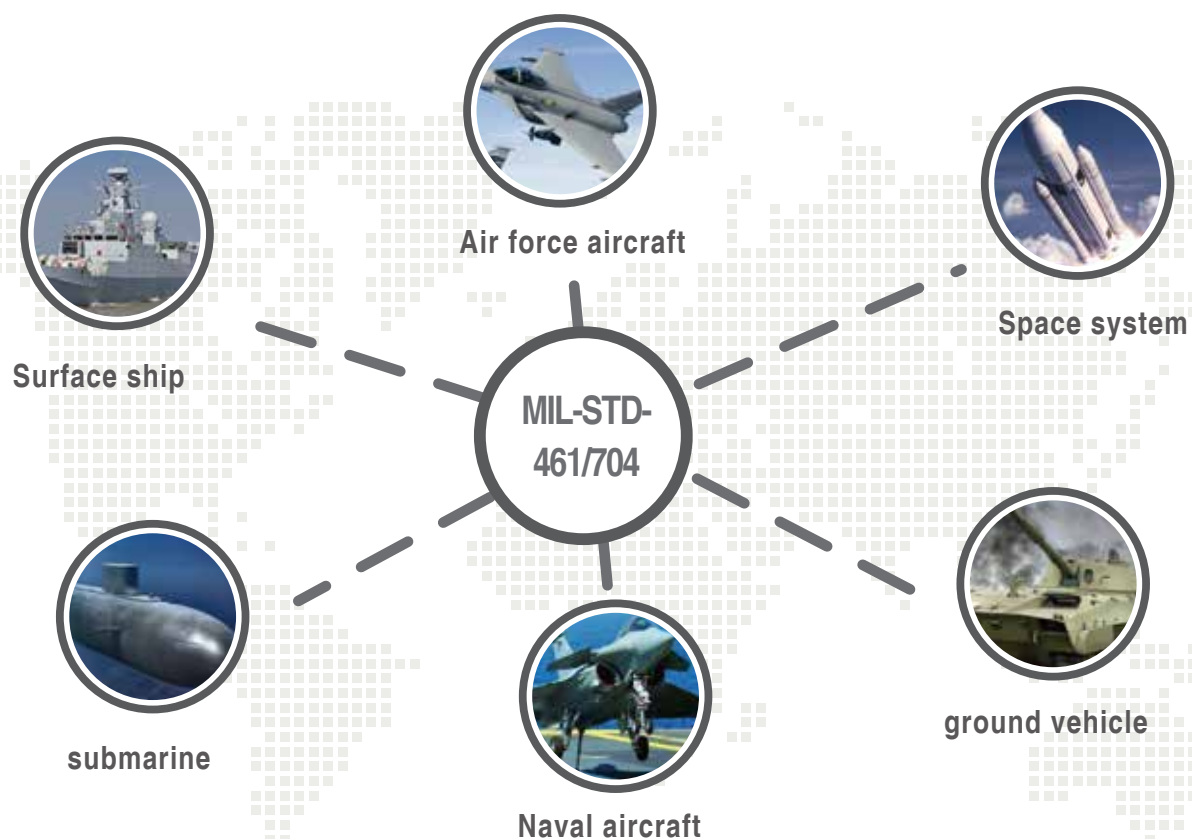 Air force aircraft
Space system
Surface ship
MIL-STD-
461/704
ground vehicle
submarine
Naval aircraft